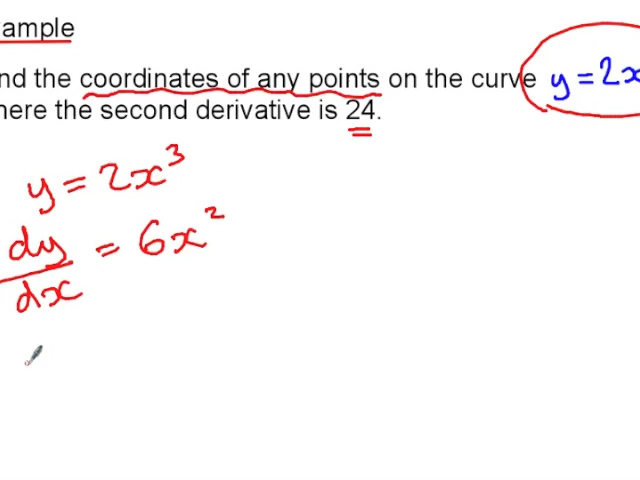 ample
nd the coordinates of any points on the curve y = 2x
here the second derivative is 24.
y = 2x³
dy/dx = 6x²